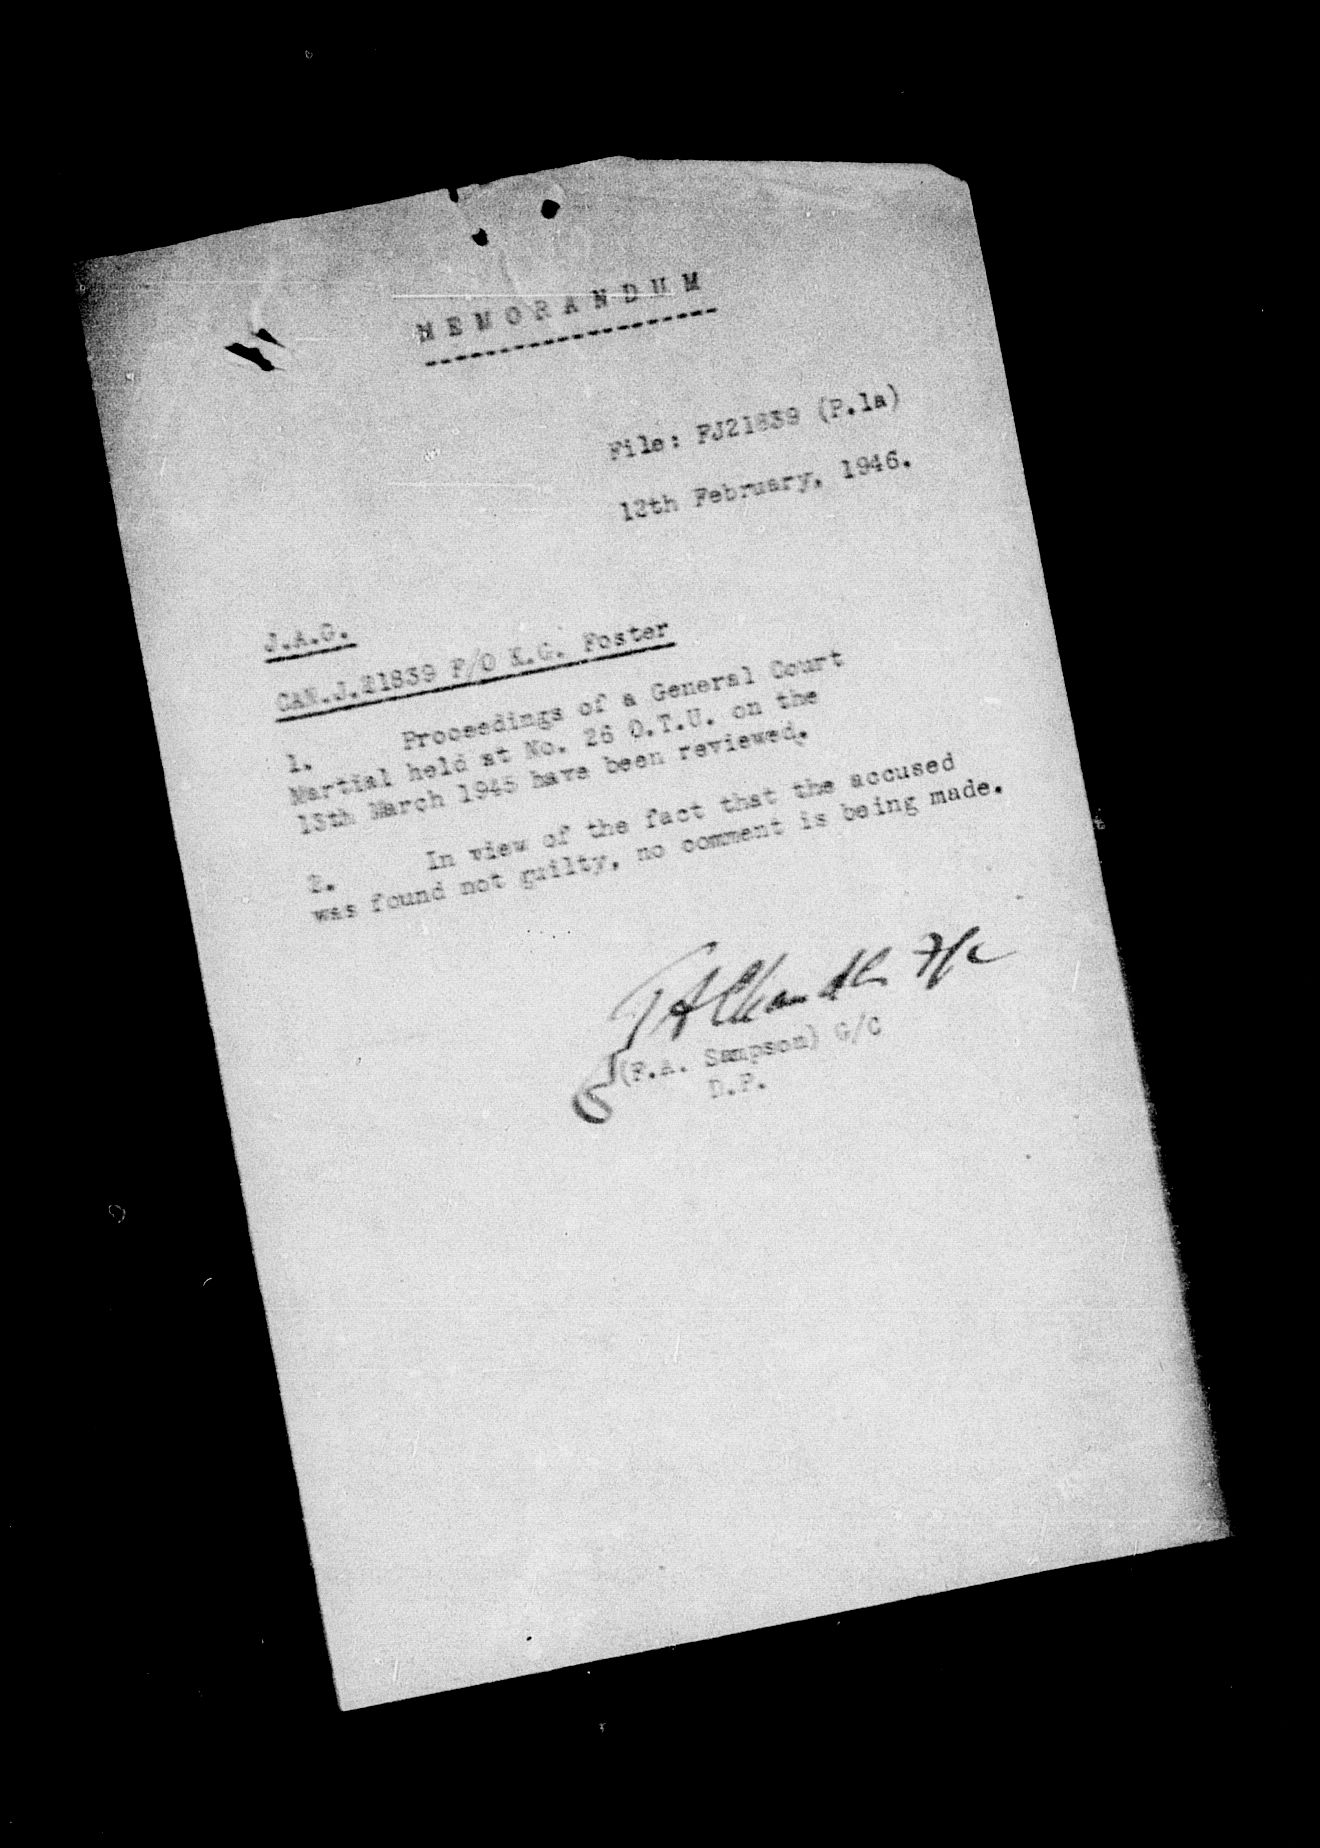 MEMORANDUM
File: FJ21839 (P.1a)
12th February, 1946.
J.A.G.
CAN.J.21839 F/O K.G. Foster
1. Proceedings of a General Court
Martial held at No. 26 O.T.U. on the
13th March 1945 have been reviewed.
2. In view of the fact that the accused
was found not guilty, no comment is being made.
(F.A. Sampson) G/C
D.P.